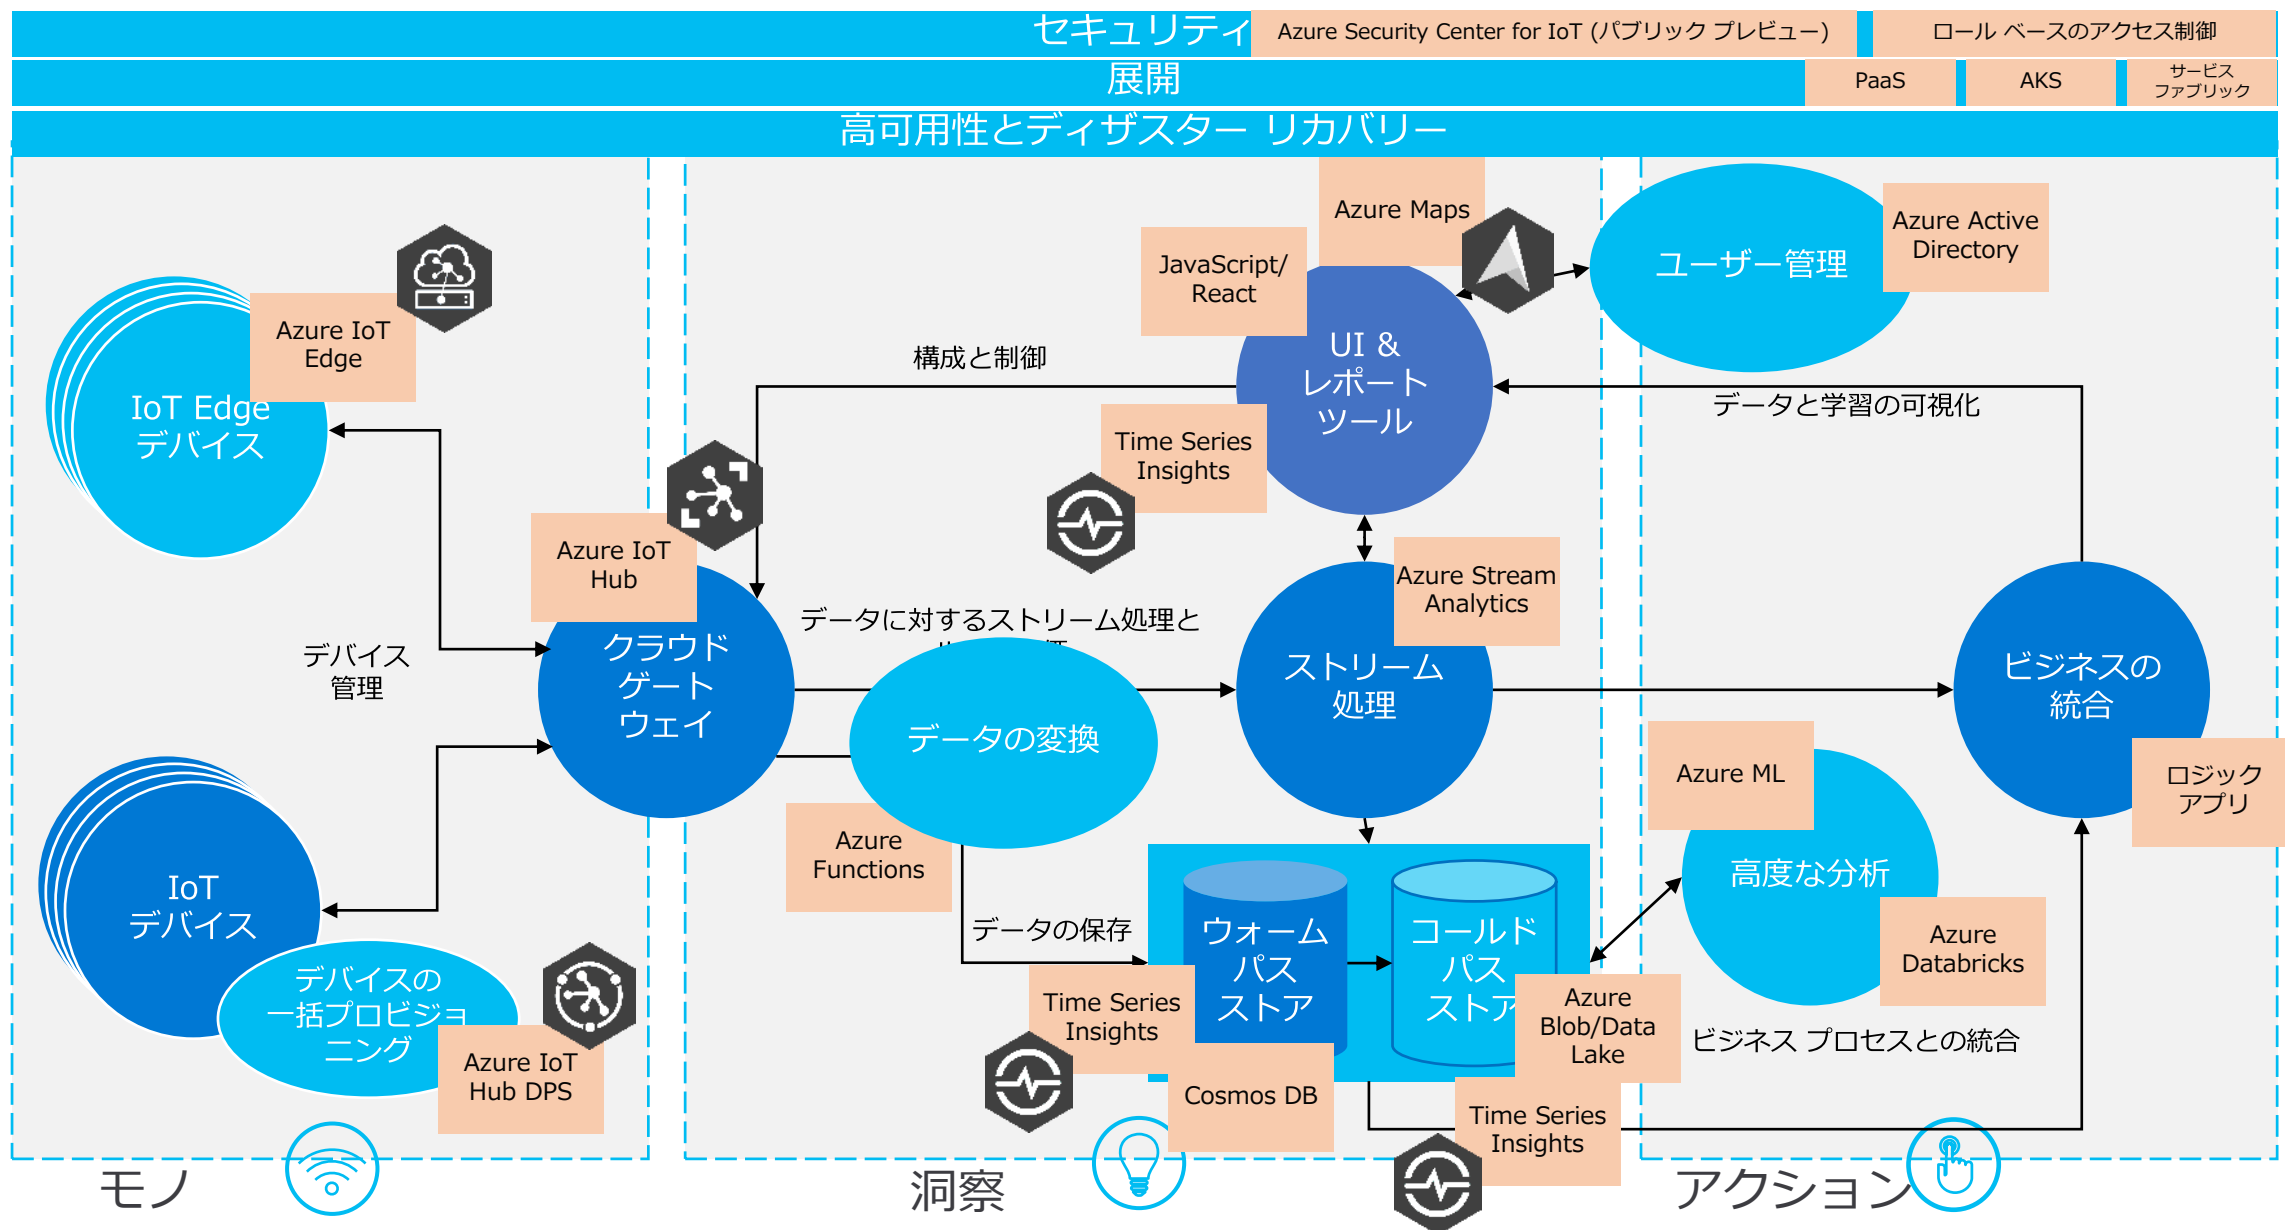 セキュリティ
Azure Security Center for IoT (パブリック プレビュー)
ロール ベースのアクセス制御
展開
PaaS
AKS
サービス
ファブリック
高可用性とディザスター リカバリー
Azure IoT
Edge
IoT Edge
デバイス
デバイス
管理
IoT
デバイス
デバイスの
一括プロビジョ
ニング
Azure IoT
Hub DPS
モノ
Azure IoT
Hub
クラウド
ゲート
ウェイ
構成と制御
JavaScript/
React
Azure Maps
UI &
レポート
ツール
Time Series
Insights
データに対するストリーム処理と
データの変換
Azure
Functions
Azure Stream
Analytics
ストリーム
処理
データの保存
ウォーム
パス
ストア
コールド
パス
ストア
Time Series
Insights
Cosmos DB
Azure
Blob/Data
Lake
Time Series
Insights
洞察
ユーザー管理
Azure Active
Directory
データと学習の可視化
ビジネスの
統合
ロジック
アプリ
Azure ML
高度な分析
Azure
Databricks
ビジネス プロセスとの統合
アクション